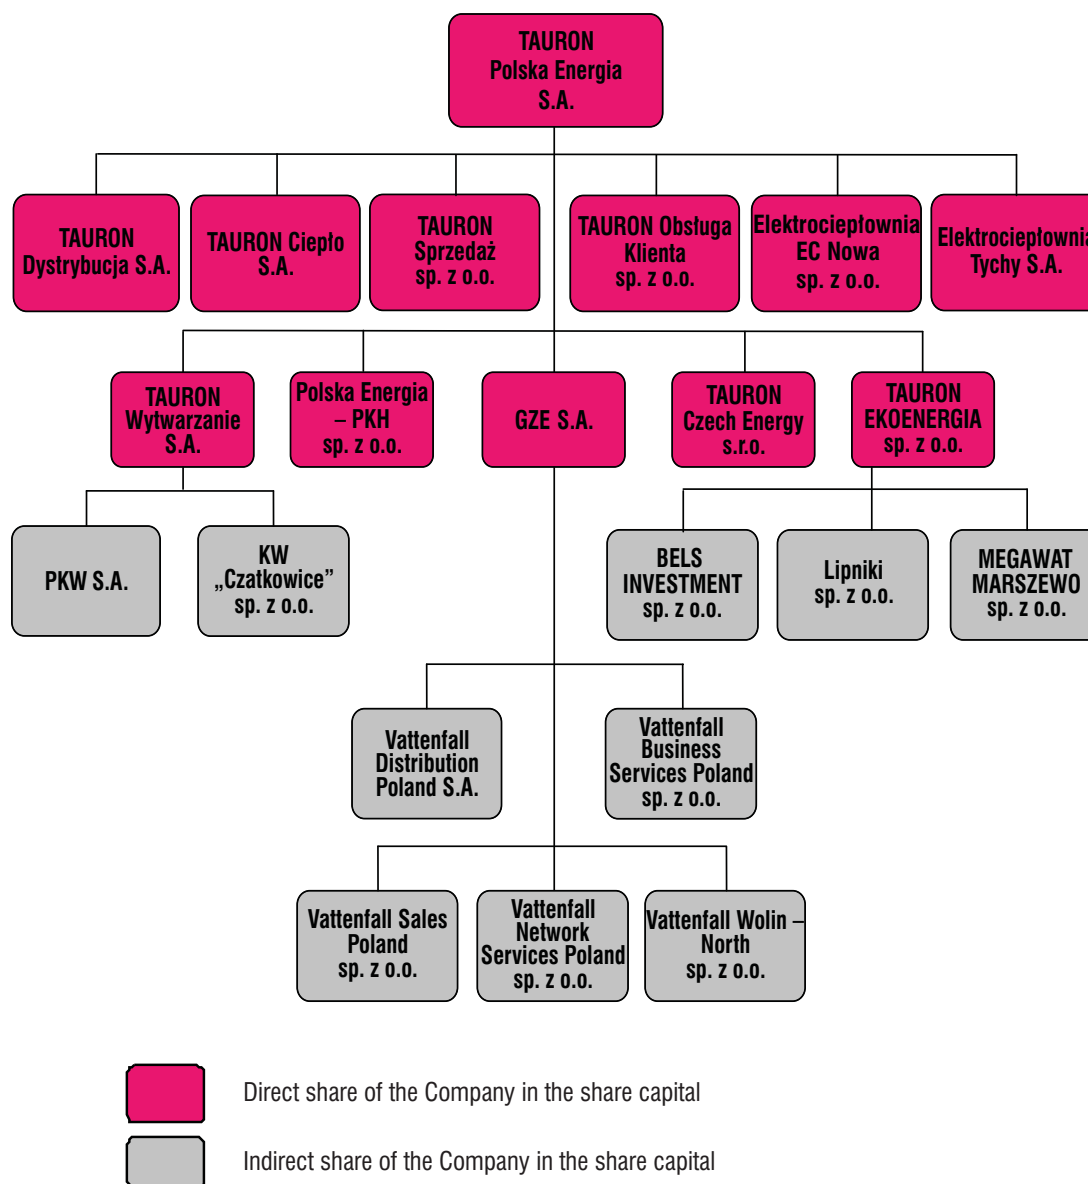 TAURON
Polska Energia
S.A.
TAURON
Dystrybucja S.A.
TAURON Ciepło
S.A.
TAURON
Sprzedaż
sp. z o.o.
TAURON Obsługa
Klienta
sp. z o.o.
Elektrociepłownia
EC Nowa
sp. z o.o.
Elektrociepłownia
Tychy S.A.
TAURON
Wytwarzanie
S.A.
Polska Energia
– PKH
sp. z o.o.
GZE S.A.
TAURON
Czech Energy
s.r.o.
TAURON
EKOENERGIA
sp. z o.o.
PKW S.A.
KW
„Czatkowice”
sp. z o.o.
BELS
INVESTMENT
sp. z o.o.
Lipniki
sp. z o.o.
MEGAWAT
MARSZEWO
sp. z o.o.
Vattenfall
Distribution
Poland S.A.
Vattenfall
Business
Services Poland
sp. z o.o.
Vattenfall Sales
Poland
sp. z o.o.
Vattenfall
Network
Services Poland
sp. z o.o.
Vattenfall Wolin –
North
sp. z o.o.
Direct share of the Company in the share capital
Indirect share of the Company in the share capital